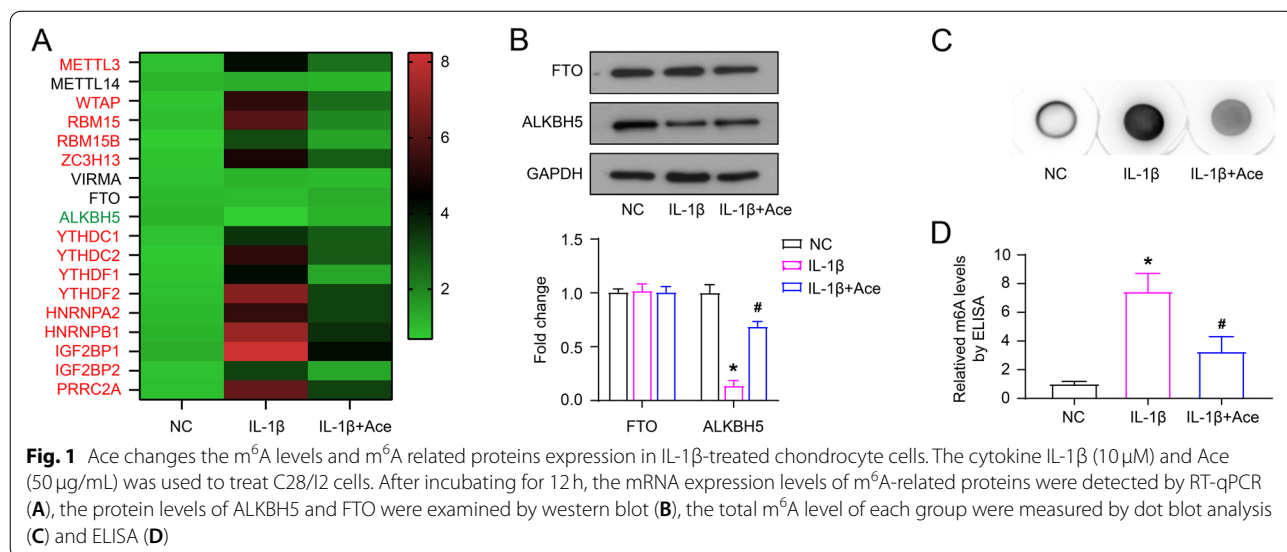 A
METTL3
METTL14
WTAP
RBM15
RBM15B
ZC3H13
VIRMA
FTO
ALKBH5
YTHDC1
YTHDC2
YTHDF1
YTHDF2
HNRNPA2
HNRNPB1
IGF2BP1
IGF2BP2
PRRC2A
NC IL-1β IL-1β+Ace
8
6
4
2
B
FTO
ALKBH5
GAPDH
NC IL-1β IL-1β+Ace
Fold change
1.5
1.0
0.5
0.0
NC
IL-1β
IL-1β+Ace
*
#
FTO ALKBH5
C
NC IL-1β IL-1β+Ace
D
Relatived m6A levels
by ELISA
10
8
6
4
2
0
*
#
NC IL-1β IL-1β+Ace
Fig. 1 Ace changes the m⁶A levels and m⁶A related proteins expression in IL-1β-treated chondrocyte cells. The cytokine IL-1β (10 μM) and Ace
(50 μg/mL) was used to treat C28/I2 cells. After incubating for 12 h, the mRNA expression levels of m⁶A-related proteins were detected by RT-qPCR
(A), the protein levels of ALKBH5 and FTO were examined by western blot (B), the total m⁶A level of each group were measured by dot blot analysis
(C) and ELISA (D)